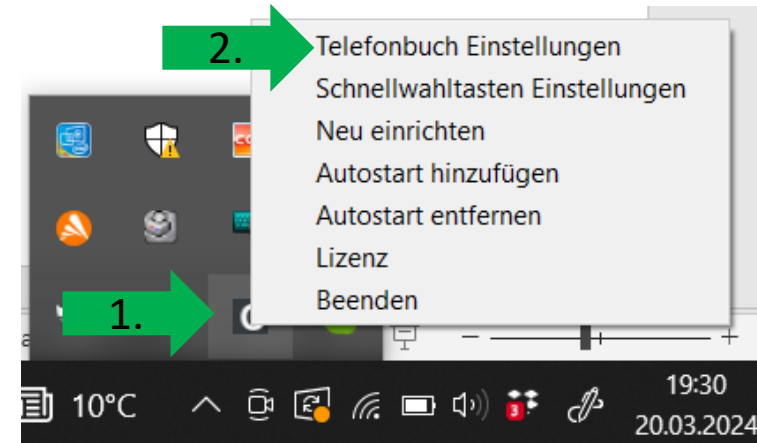 2.
Telefonbuch Einstellungen
Schnellwahltasten Einstellungen
Neu einrichten
Autostart hinzufügen
Autostart entfernen
Lizenz
Beenden
1.
10°C
3
19:30
20.03.2024